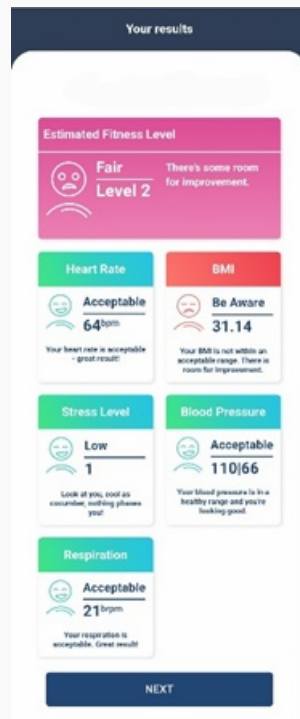 Your results
Estimated Fitness Level
Fair
Level 2
There's some room
for improvement.
Heart Rate
Acceptable
64 bpm
Your heart rate is acceptable
- great result!
BMI
Be Aware
31.14
Your BMI is not within an
acceptable range. There is
room for improvement.
Stress Level
Low
1
Look at you, cool as
cucumber, nothing phases
you!
Blood Pressure
Acceptable
110|66
Your blood pressure is in a
healthy range and you're
looking good.
Respiration
Acceptable
21 brpm
Your respiration is
acceptable. Great result!
NEXT